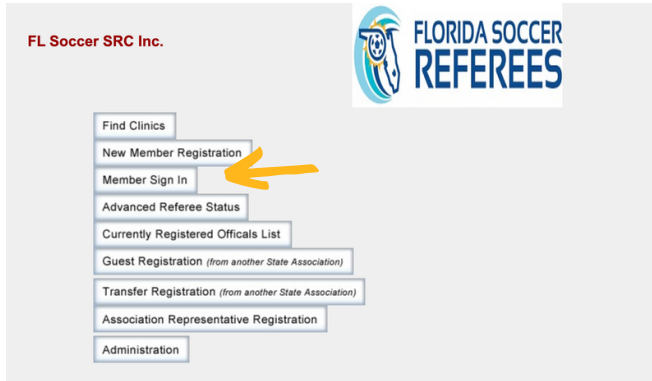 FL Soccer SRC Inc.
FLORIDA SOCCER
REFEREES
Find Clinics
New Member Registration
Member Sign In
Advanced Referee Status
Currently Registered Officals List
Guest Registration (from another State Association)
Transfer Registration (from another State Association)
Association Representative Registration
Administration